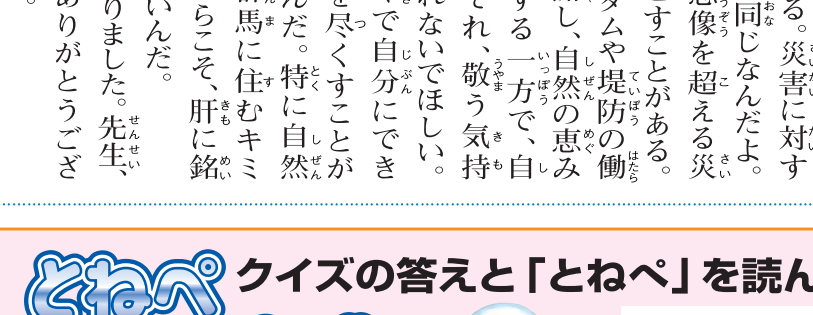 る。災害に対す
同じなんだよ。
想像を超える災
こすことがある。
ダムや堤防の働
し、自然の恵み
する一方で、自
それ、敬う気持
れないでほしい。
で自分にでき
を尽くすことが
んだ。特に自然
馬に住むキミ
らこそ、肝に銘
いんだ。
りました。先生、
ありがとうござ
。
とねぺ
クイズの答えと「とねぺ」を読ん